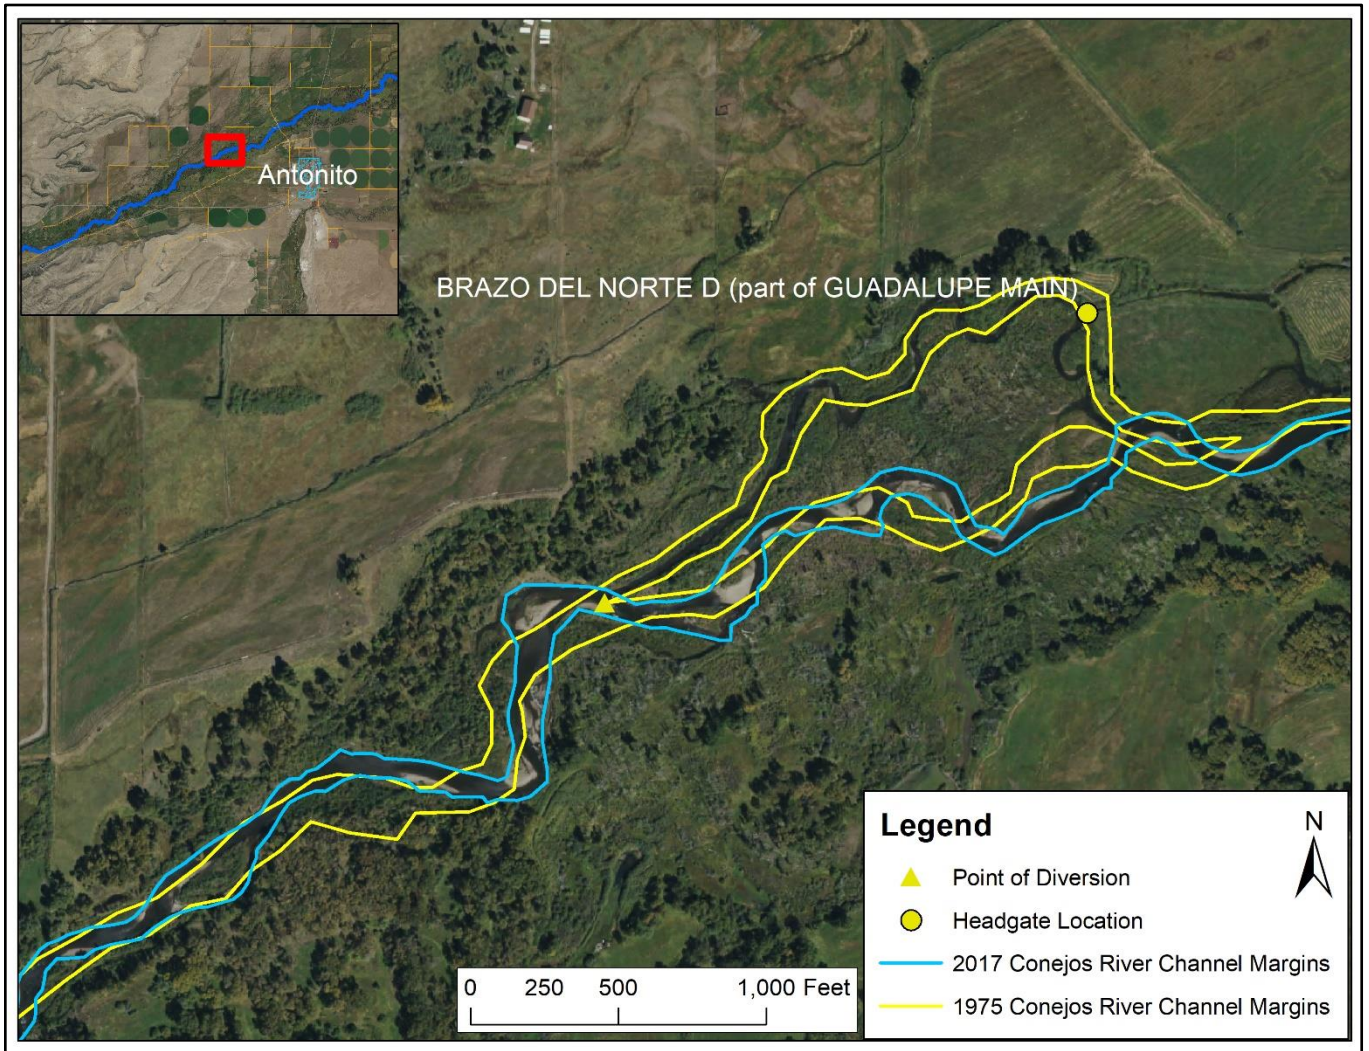 Antonito
BRAZO DEL NORTE D (part of GUADALUPE MAIN)
Legend
N
Point of Diversion
Headgate Location
2017 Conejos River Channel Margins
1975 Conejos River Channel Margins
0 250 500 1,000 Feet